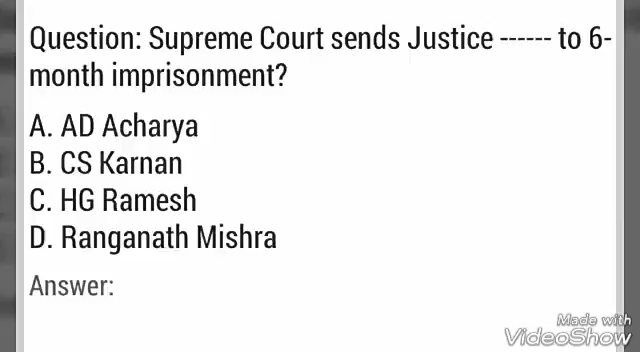 Question: Supreme Court sends Justice ------ to 6-
month imprisonment?
A. AD Acharya
B. CS Karnan
C. HG Ramesh
D. Ranganath Mishra
Answer:
Made with
VideoShow